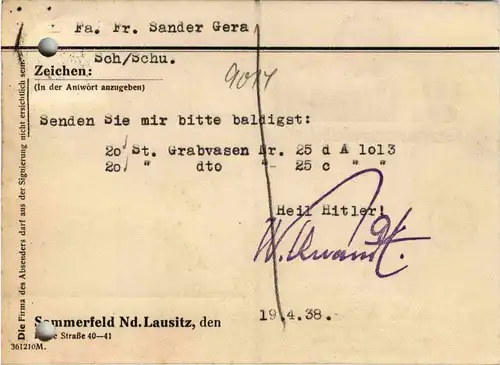 Fa. Fr. Sander Gera
Sch/Schu.
Zeichen:
(In der Antwort anzugeben)
9014
Senden Sie mir bitte baldigst:
20 St. Grabvasen Nr. 25 d A 1o13
20 " dto "- 25 c " "
Heil Hitler!
Sommerfeld Nd. Lausitz, den 19.4.38.
Straße 40—41
361210M.
Die Firma des Absenders darf aus der Signierung nicht ersichtlich sein.